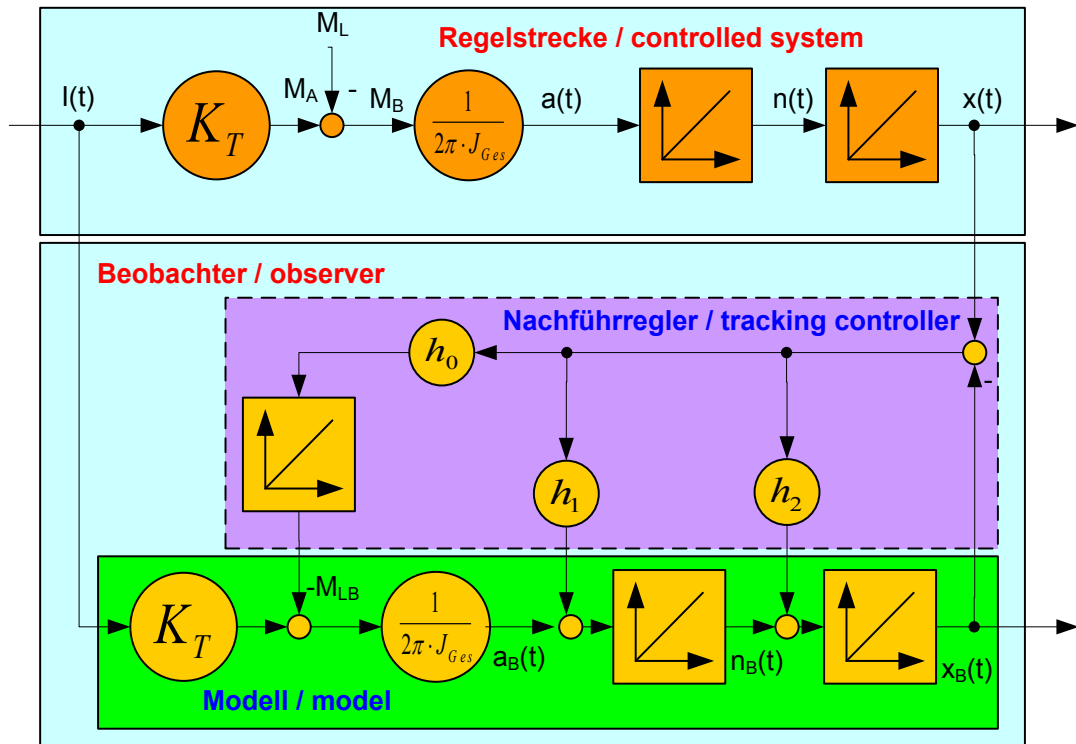 M_L
Regelstrecke / controlled system
I(t)
K_T
M_A
-
M_B
1
2π · J_Ges
a(t)
n(t)
x(t)
Beobachter / observer
Nachführregler / tracking controller
h_0
-
h_1
h_2
K_T
-M_LB
1
2π · J_Ges
a_B(t)
n_B(t)
x_B(t)
Modell / model